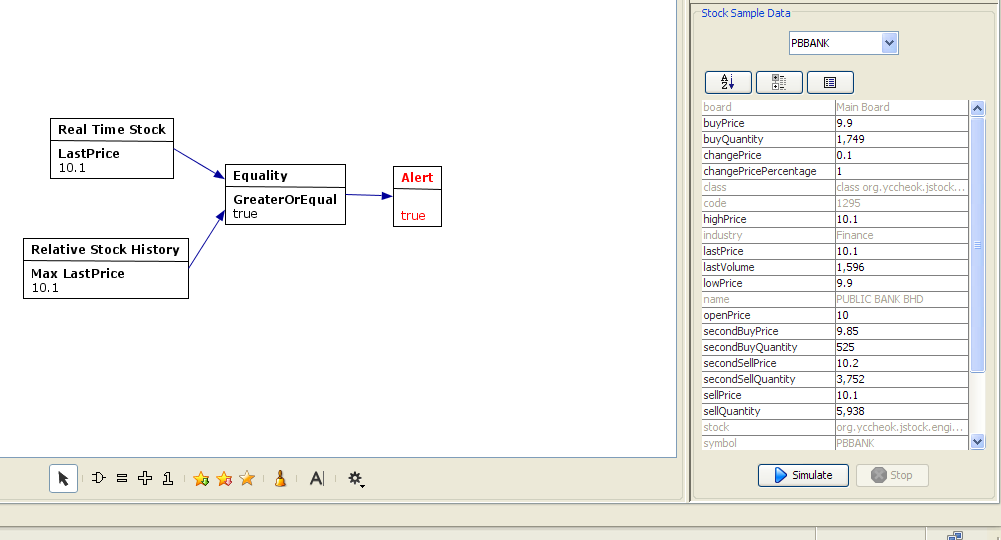 Stock Sample Data
PBBANK
Real Time Stock
LastPrice
10.1
Equality
GreaterOrEqual
true
Alert
true
Relative Stock History
Max LastPrice
10.1
board Main Board
buyPrice 9.9
buyQuantity 1,749
changePrice 0.1
changePricePercentage 1
class class org.yccheok.jstock....
code 1295
highPrice 10.1
industry Finance
lastPrice 10.1
lastVolume 1,596
lowPrice 9.9
name PUBLIC BANK BHD
openPrice 10
secondBuyPrice 9.85
secondBuyQuantity 525
secondSellPrice 10.2
secondSellQuantity 3,752
sellPrice 10.1
sellQuantity 5,938
stock org.yccheok.jstock.engi...
symbol PBBANK
Simulate Stop